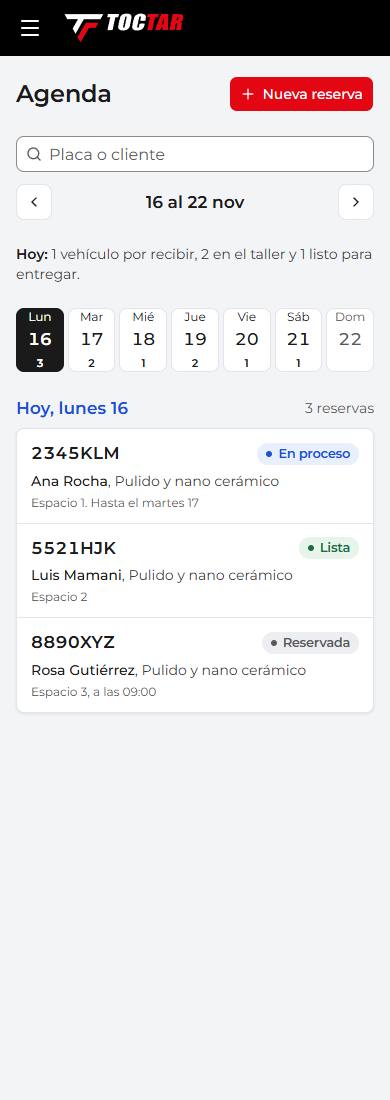 TOCTAR
Agenda
Nueva reserva
Placa o cliente
16 al 22 nov
Hoy: 1 vehículo por recibir, 2 en el taller y 1 listo para
entregar.
Lun Mar Mié Jue Vie Sáb Dom
16 17 18 19 20 21 22
3 2 1 2 1 1
Hoy, lunes 16 3 reservas
2345KLM En proceso
Ana Rocha, Pulido y nano cerámico
Espacio 1. Hasta el martes 17
5521HJK Lista
Luis Mamani, Pulido y nano cerámico
Espacio 2
8890XYZ Reservada
Rosa Gutiérrez, Pulido y nano cerámico
Espacio 3, a las 09:00